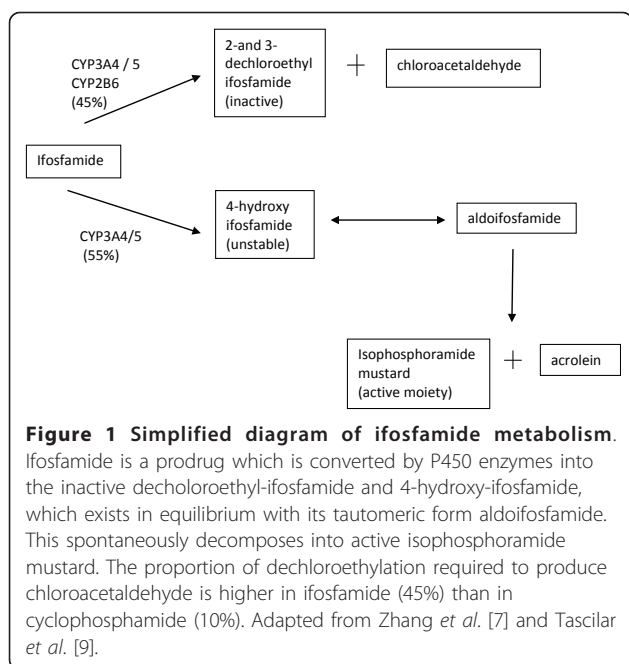 CYP3A4 / 5
CYP2B6
(45%)
2-and 3-
dechloroethyl
ifosfamide
(inactive)
+
chloroacetaldehyde
Ifosfamide
CYP3A4/5
(55%)
4-hydroxy
ifosfamide
(unstable)
aldoifosfamide
Isophosphoramide
mustard
(active moiety)
+
acrolein
Figure 1 Simplified diagram of ifosfamide metabolism.
Ifosfamide is a prodrug which is converted by P450 enzymes into
the inactive decholoroethyl-ifosfamide and 4-hydroxy-ifosfamide,
which exists in equilibrium with its tautomeric form aldoifosfamide.
This spontaneously decomposes into active isophosphoramide
mustard. The proportion of dechloroethylation required to produce
chloroacetaldehyde is higher in ifosfamide (45%) than in
cyclophosphamide (10%). Adapted from Zhang et al. [7] and Tascilar
et al. [9].